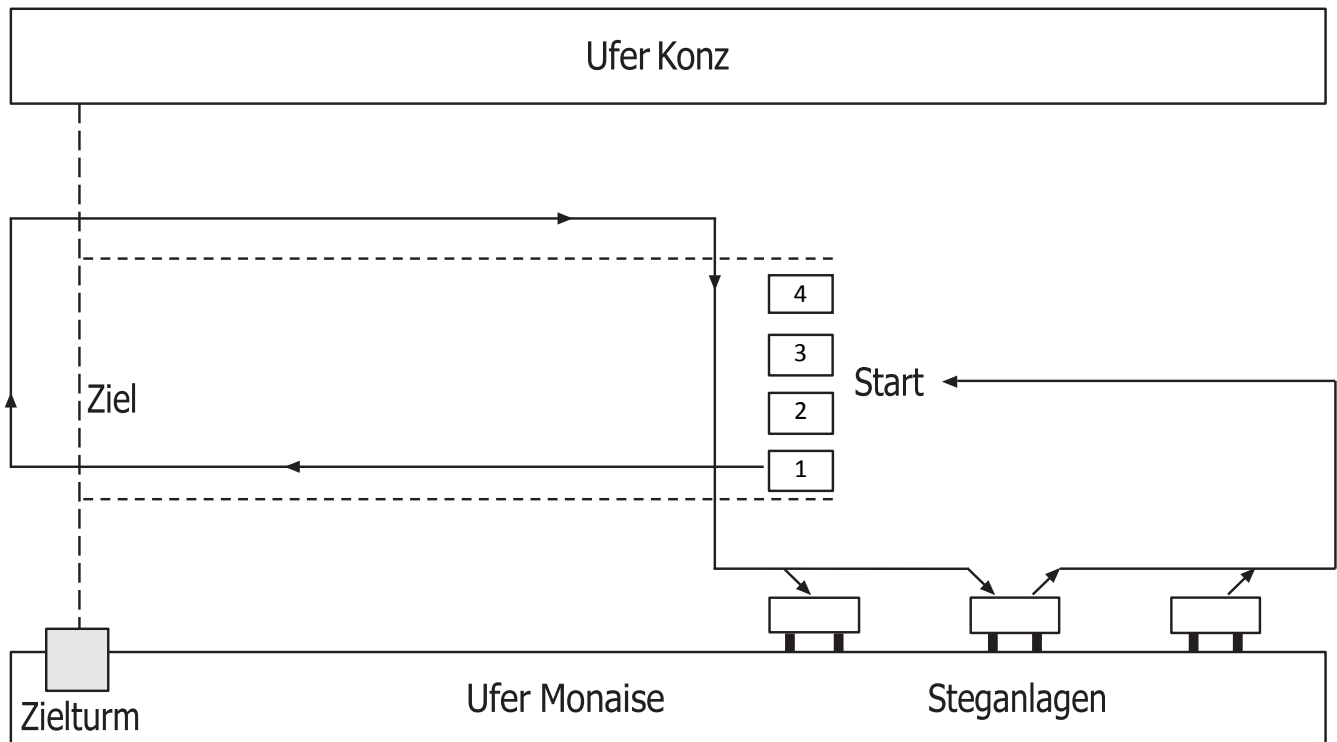 Ufer Konz
4
3
Start
Ziel
2
1
Ufer Monaise
Steganlagen
Zielturm